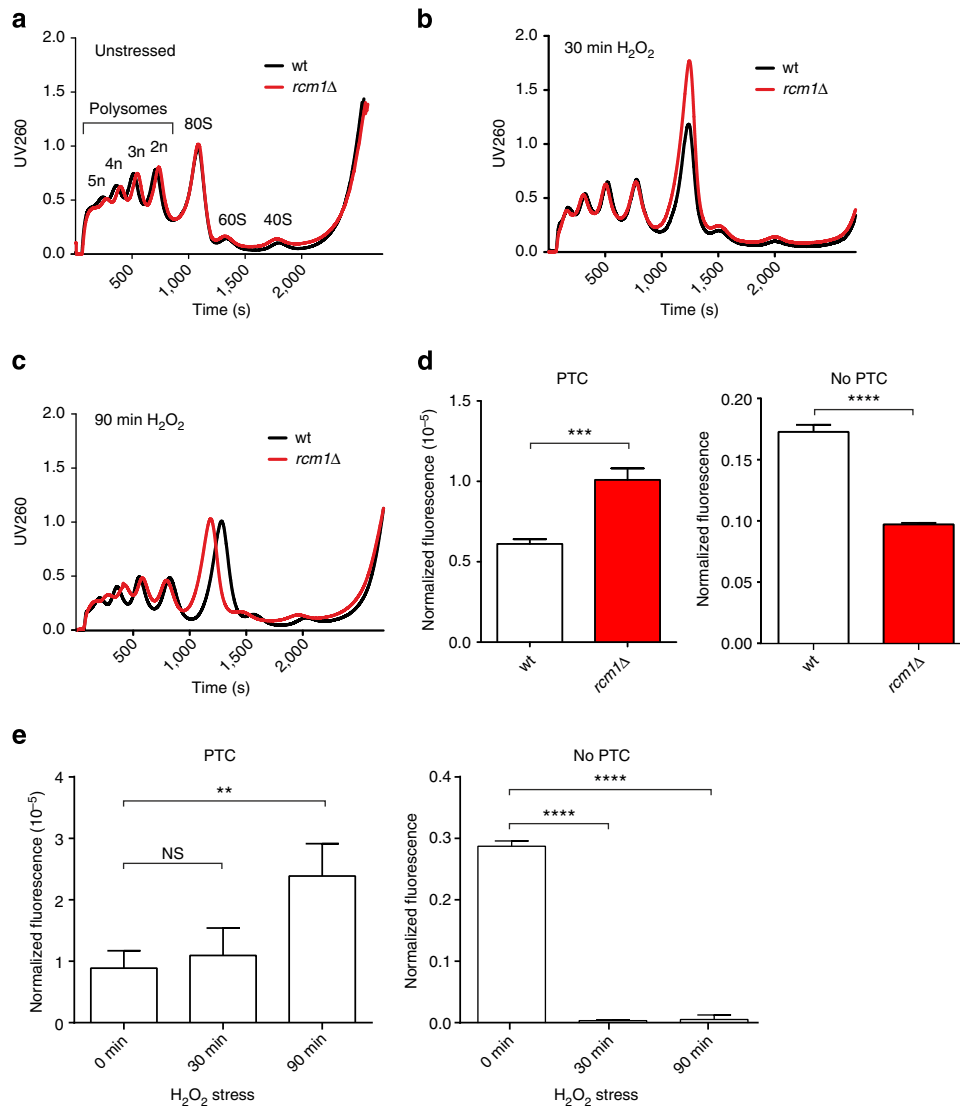 a
Unstressed
wt
rcm1Δ
Polysomes
5n
4n
3n
2n
80S
60S
40S
UV260
2.0
1.5
1.0
0.5
0.0
500
1,000
1,500
2,000
Time (s)
b
30 min H₂O₂
wt
rcm1Δ
UV260
2.0
1.5
1.0
0.5
0.0
500
1,000
1,500
2,000
Time (s)
c
90 min H₂O₂
wt
rcm1Δ
UV260
2.0
1.5
1.0
0.5
0.0
500
1,000
1,500
2,000
Time (s)
d
PTC
***
Normalized fluorescence (10⁻⁵)
1.5
1.0
0.5
0.0
wt
rcm1Δ
No PTC
****
Normalized fluorescence
0.20
0.15
0.10
0.05
0.00
wt
rcm1Δ
e
PTC
**
NS
Normalized fluorescence (10⁻⁵)
4
3
2
1
0
0 min
30 min
90 min
H₂O₂ stress
No PTC
****
****
Normalized fluorescence
0.4
0.3
0.2
0.1
0.0
0 min
30 min
90 min
H₂O₂ stress